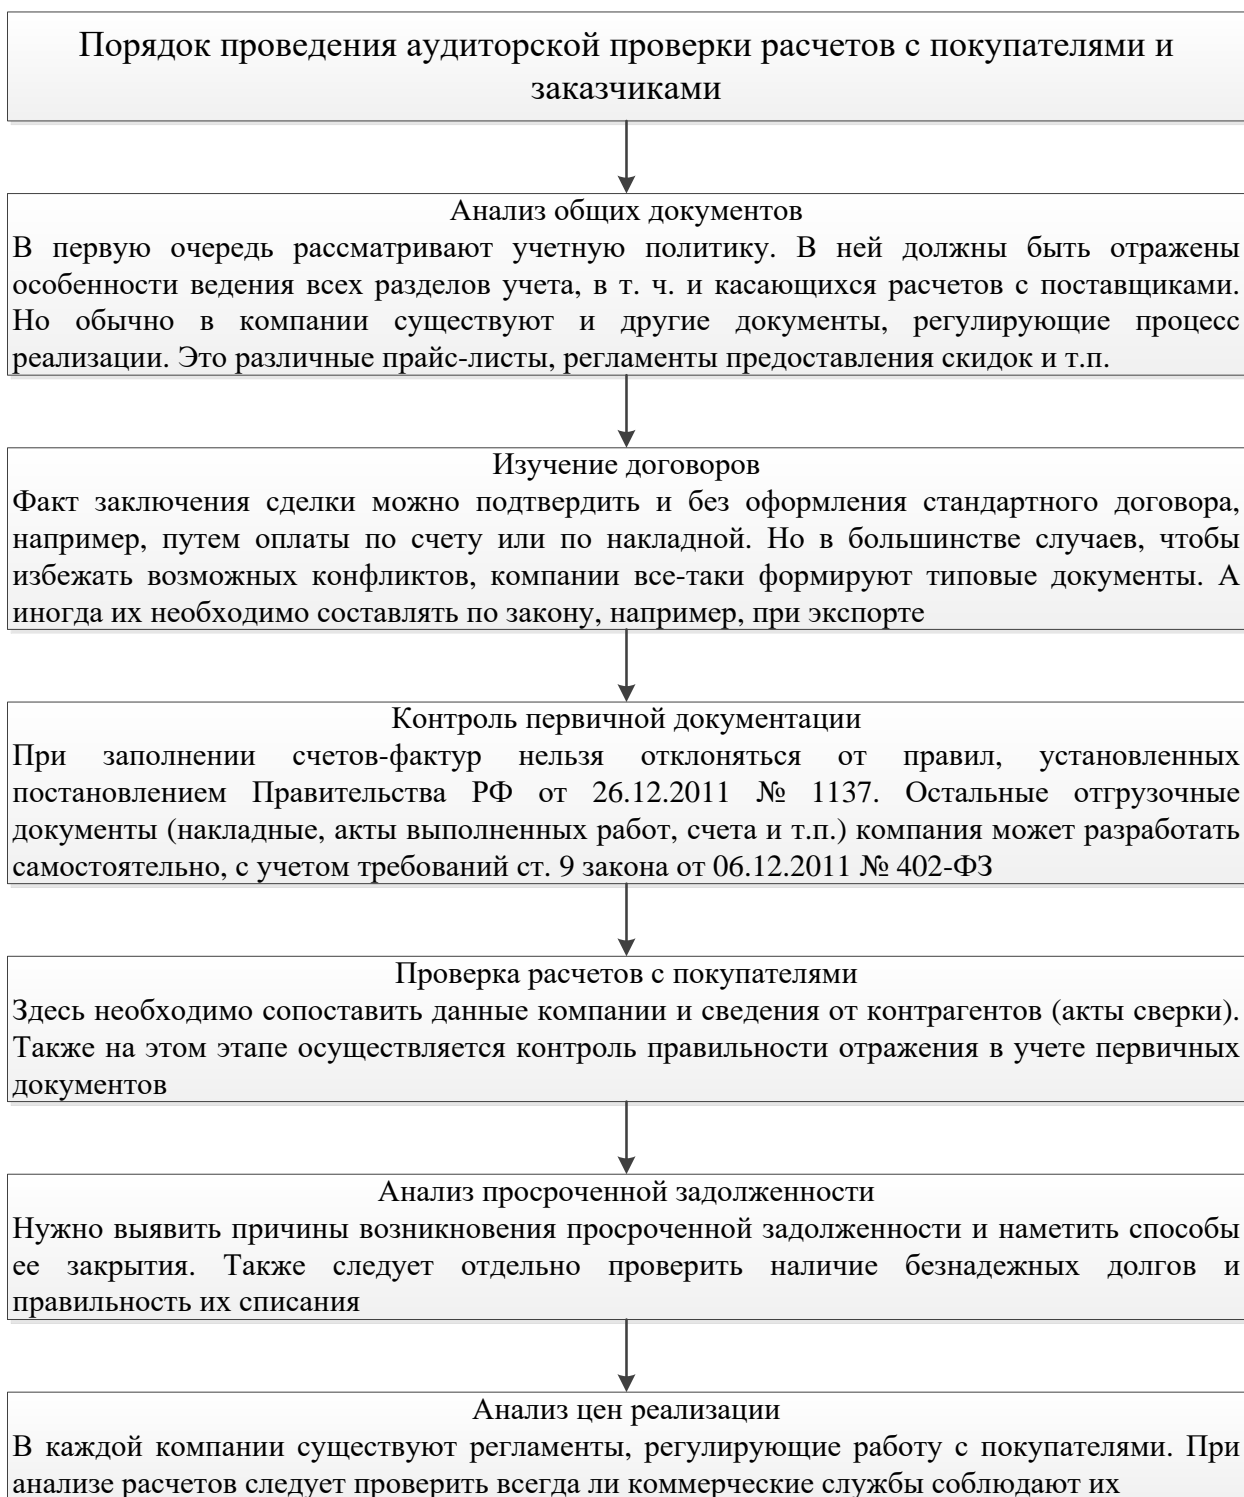 Порядок проведения аудиторской проверки расчетов с покупателями и
заказчиками
Анализ общих документов
В первую очередь рассматривают учетную политику. В ней должны быть отражены
особенности ведения всех разделов учета, в т. ч. и касающихся расчетов с поставщиками.
Но обычно в компании существуют и другие документы, регулирующие процесс
реализации. Это различные прайс-листы, регламенты предоставления скидок и т.п.
Изучение договоров
Факт заключения сделки можно подтвердить и без оформления стандартного договора,
например, путем оплаты по счету или по накладной. Но в большинстве случаев, чтобы
избежать возможных конфликтов, компании все-таки формируют типовые документы. А
иногда их необходимо составлять по закону, например, при экспорте
Контроль первичной документации
При заполнении счетов-фактур нельзя отклоняться от правил, установленных
постановлением Правительства РФ от 26.12.2011 № 1137. Остальные отгрузочные
документы (накладные, акты выполненных работ, счета и т.п.) компания может разработать
самостоятельно, с учетом требований ст. 9 закона от 06.12.2011 № 402-ФЗ
Проверка расчетов с покупателями
Здесь необходимо сопоставить данные компании и сведения от контрагентов (акты сверки).
Также на этом этапе осуществляется контроль правильности отражения в учете первичных
документов
Анализ просроченной задолженности
Нужно выявить причины возникновения просроченной задолженности и наметить способы
ее закрытия. Также следует отдельно проверить наличие безнадежных долгов и
правильность их списания
Анализ цен реализации
В каждой компании существуют регламенты, регулирующие работу с покупателями. При
анализе расчетов следует проверить всегда ли коммерческие службы соблюдают их